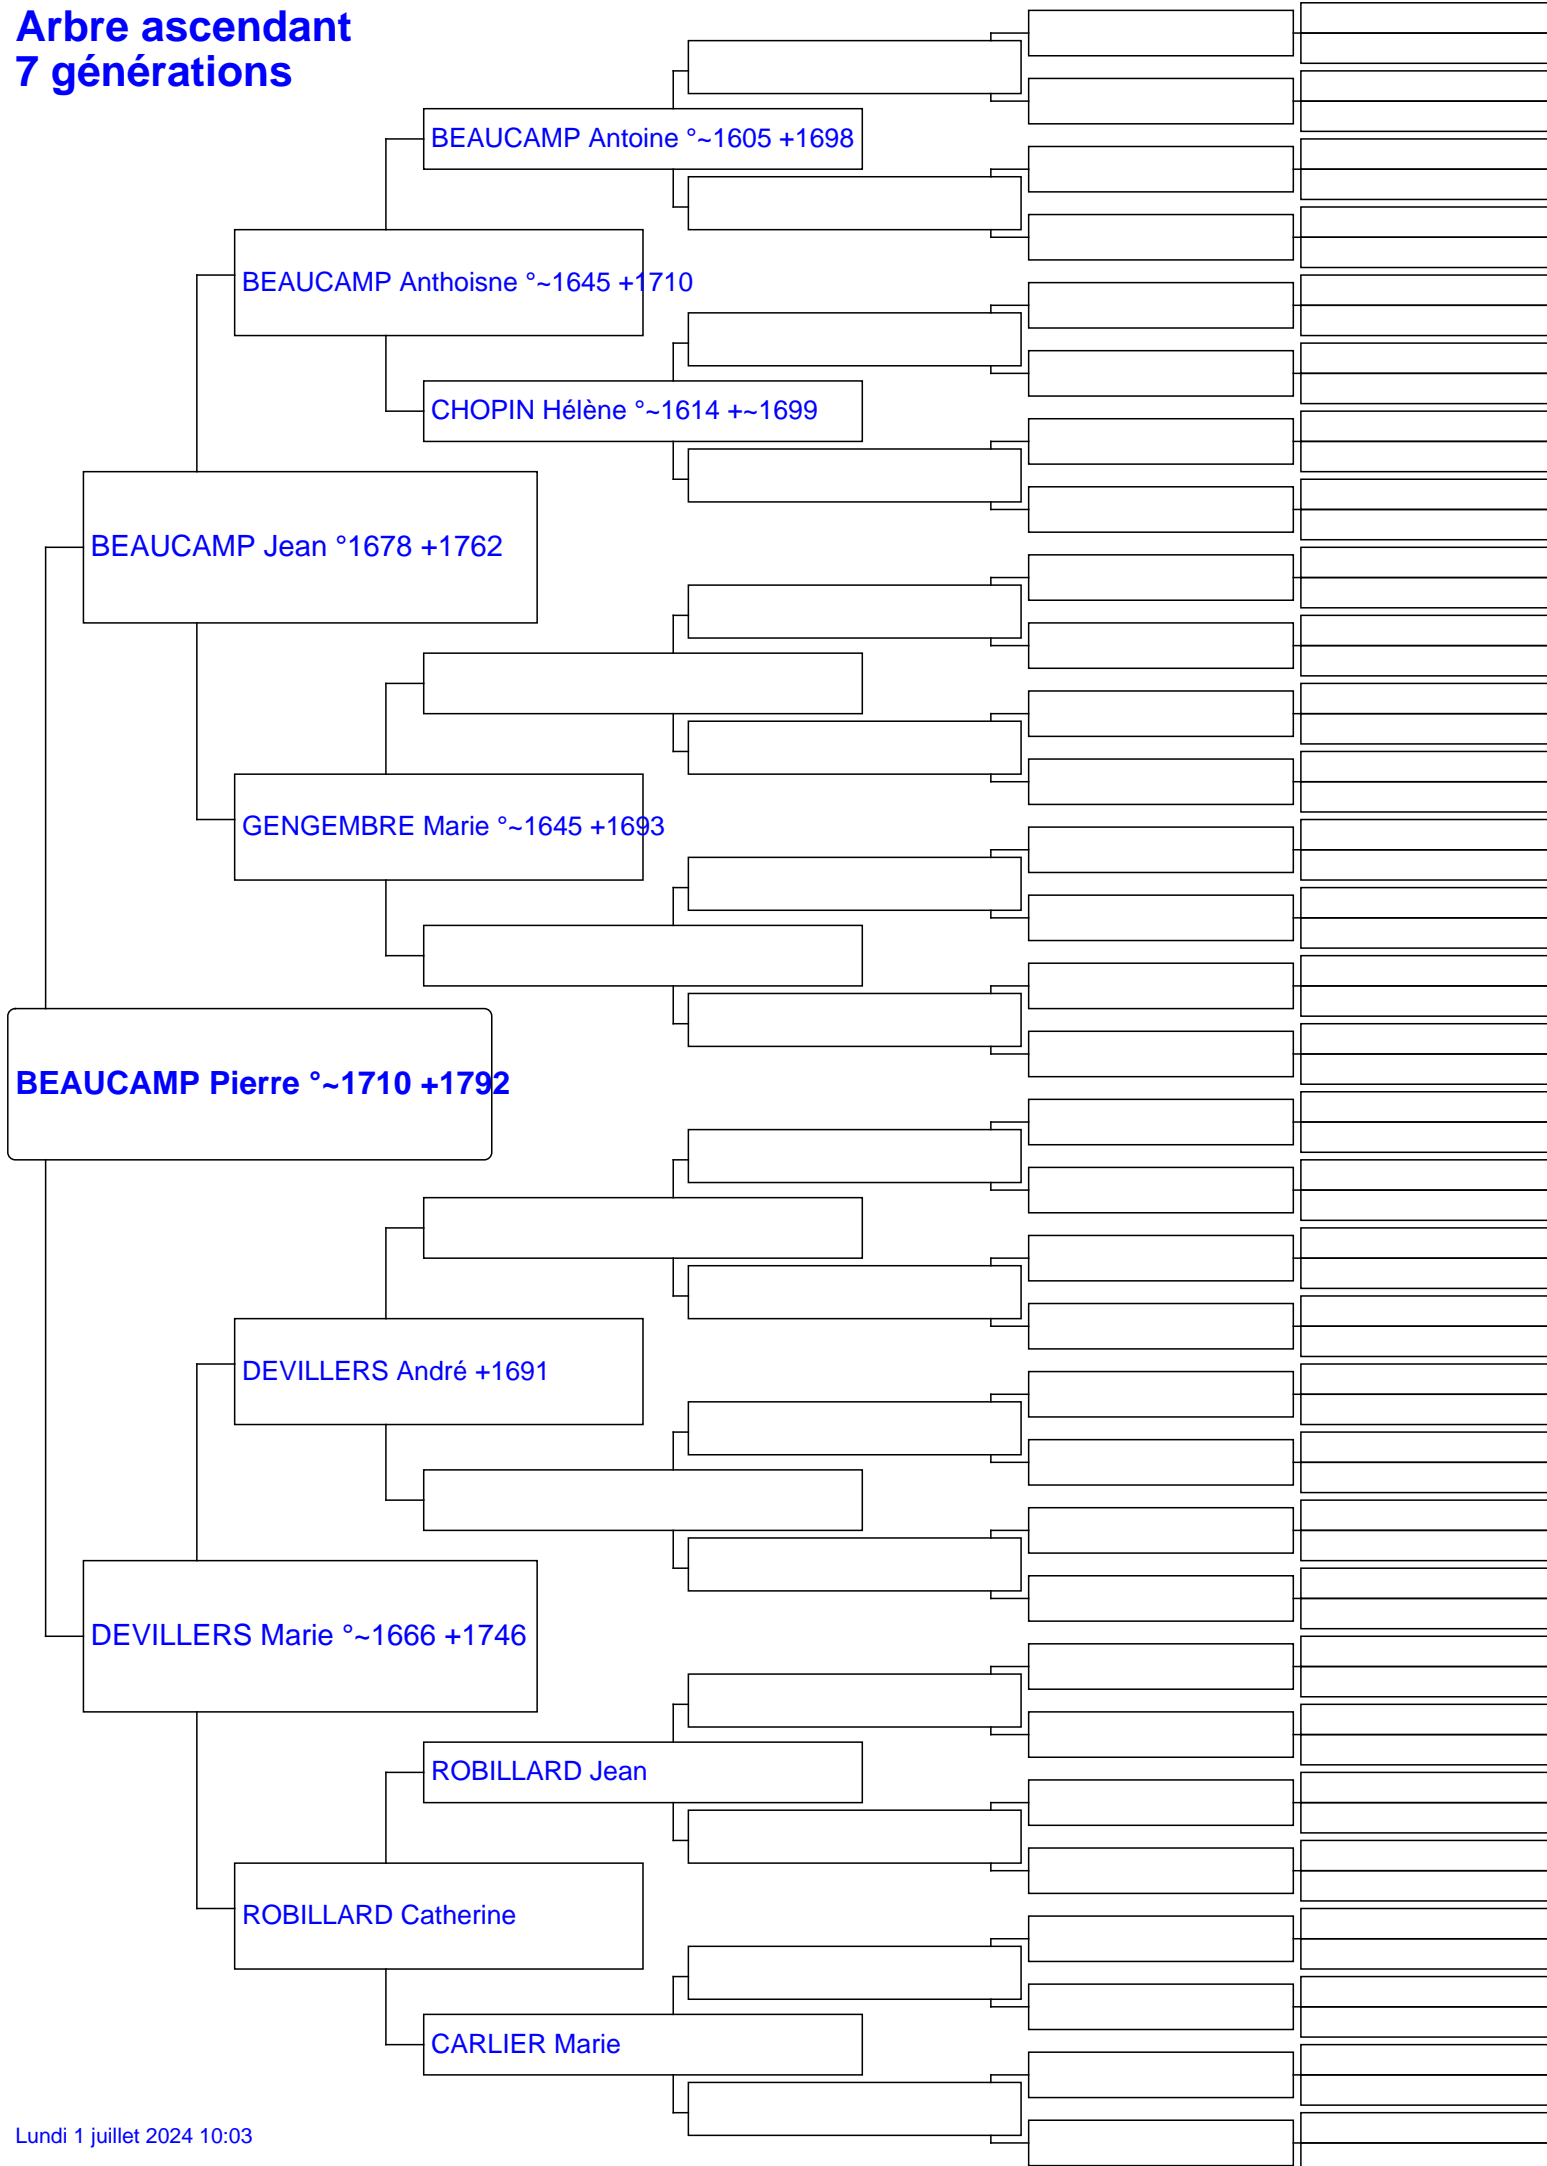 Arbre ascendant
7 générations
BEAUCAMP Antoine °~1605 +1698
BEAUCAMP Anthoisne °~1645 +1710
CHOPIN Hélène °~1614 +~1699
BEAUCAMP Jean °1678 +1762
GENGEMBRE Marie °~1645 +1693
BEAUCAMP Pierre °~1710 +1792
DEVILLERS André +1691
DEVILLERS Marie °~1666 +1746
ROBILLARD Jean
ROBILLARD Catherine
CARLIER Marie
Lundi 1 juillet 2024 10:03